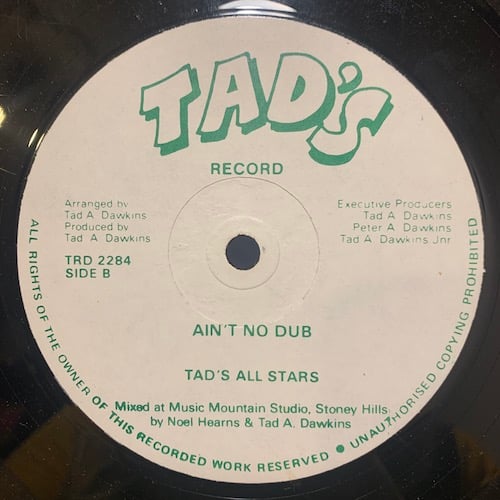 TAD'S
RECORD
Arranged by
Tad A. Dawkins
Produced by
Tad A. Dawkins
TRD 2284
SIDE B
Executive Producers
Tad A. Dawkins
Peter A. Dawkins
Tad A. Dawkins Jnr
AIN'T NO DUB
TAD'S ALL STARS
Mixed at Music Mountain Studio, Stoney Hills
by Noel Hearns & Tad A. Dawkins
ALL RIGHTS OF THE OWNER OF THIS RECORDED WORK RESERVED ● UNAUTHORISED COPYING PROHIBITED